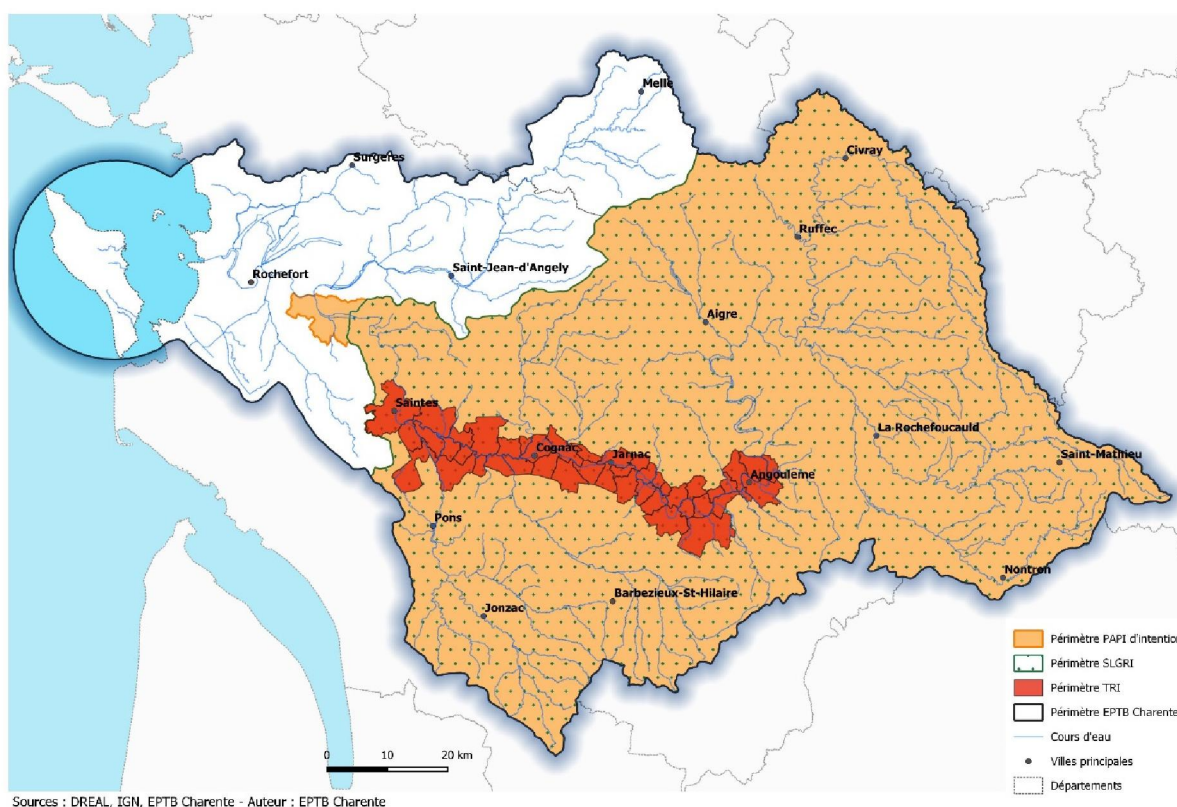 Melle
Civray
Surgeres
Ruffec
Rochefort
Saint-Jean-d'Angely
Aigre
Saintes
La Rochefoucauld
Cognac
Jarnac
Saint-Mathieu
Angouleme
Pons
Nontron
Barbezieux-St-Hilaire
Jonzac
Périmètre PAPI d'intention
Périmètre SLGRI
Périmètre TRI
Périmètre EPTB Charente
Cours d'eau
Villes principales
Départements
0 10 20 km
Sources : DREAL, IGN, EPTB Charente - Auteur : EPTB Charente